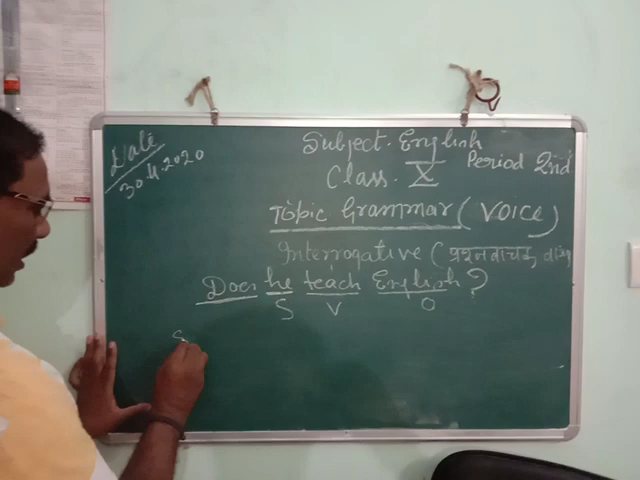 Date
30.4.2020
Subject. English
Class. X Period 2nd
Topic Grammar (VOICE)
Interrogative (प्रश्नवाचक
Does he teach English?
S V O
S